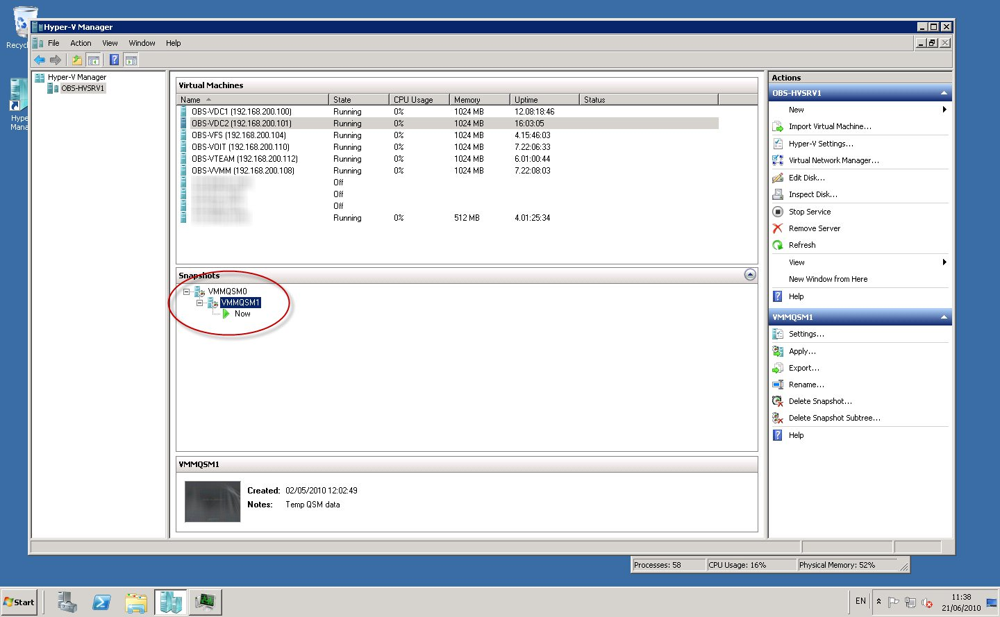 Recyc
Hype
Mana
Hyper-V Manager
File Action View Window Help
Hyper-V Manager
OBS-HVSRV1
Virtual Machines
Name State CPU Usage Memory Uptime Status
OBS-VDC1 (192.168.200.100) Running 0% 1024 MB 12.08:18:46
OBS-VDC2 (192.168.200.101) Running 0% 1024 MB 16:03:05
OBS-VFS (192.168.200.104) Running 0% 1024 MB 4.15:46:03
OBS-VOIT (192.168.200.110) Running 0% 1024 MB 7.22:06:33
OBS-VTEAM (192.168.200.112) Running 0% 1024 MB 6.01:00:44
OBS-VVMM (192.168.200.108) Running 0% 1024 MB 7.22:08:03
Off
Off
Off
Running 0% 512 MB 4.01:25:34
Snapshots
VMMQSM0
VMMQSM1
Now
VMMQSM1
Created: 02/05/2010 12:02:49
Notes: Temp QSM data
Actions
OBS-HVSRV1
New
Import Virtual Machine...
Hyper-V Settings...
Virtual Network Manager...
Edit Disk...
Inspect Disk...
Stop Service
Remove Server
Refresh
View
New Window from Here
Help
VMMQSM1
Settings...
Apply...
Export...
Rename...
Delete Snapshot...
Delete Snapshot Subtree...
Help
Processes: 58 CPU Usage: 16% Physical Memory: 52%
Start
EN
11:38
21/06/2010